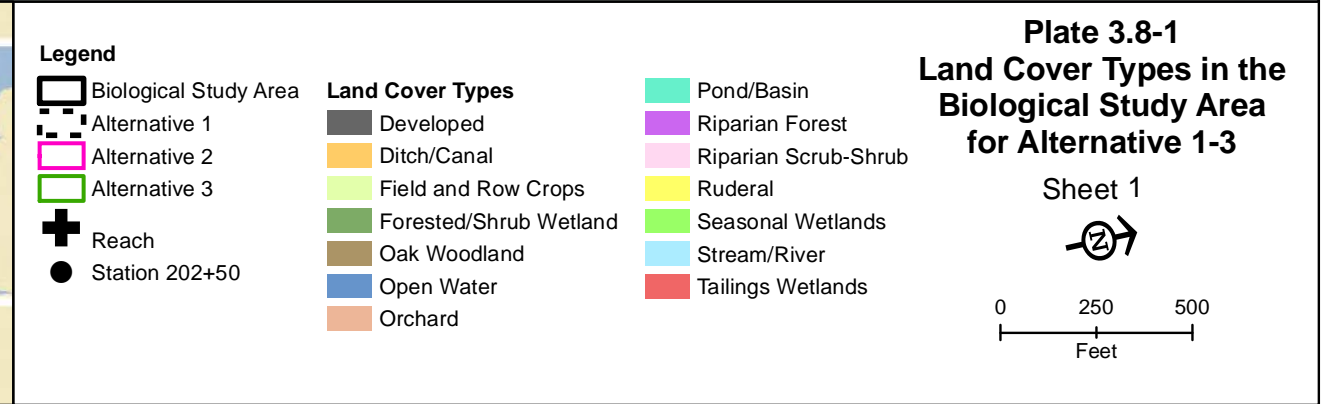 Legend
Biological Study Area
Alternative 1
Alternative 2
Alternative 3
Reach
Station 202+50
Land Cover Types
Developed
Ditch/Canal
Field and Row Crops
Forested/Shrub Wetland
Oak Woodland
Open Water
Orchard
Pond/Basin
Riparian Forest
Riparian Scrub-Shrub
Ruderal
Seasonal Wetlands
Stream/River
Tailings Wetlands
Plate 3.8-1
Land Cover Types in the
Biological Study Area
for Alternative 1-3
Sheet 1
N
0 250 500
Feet